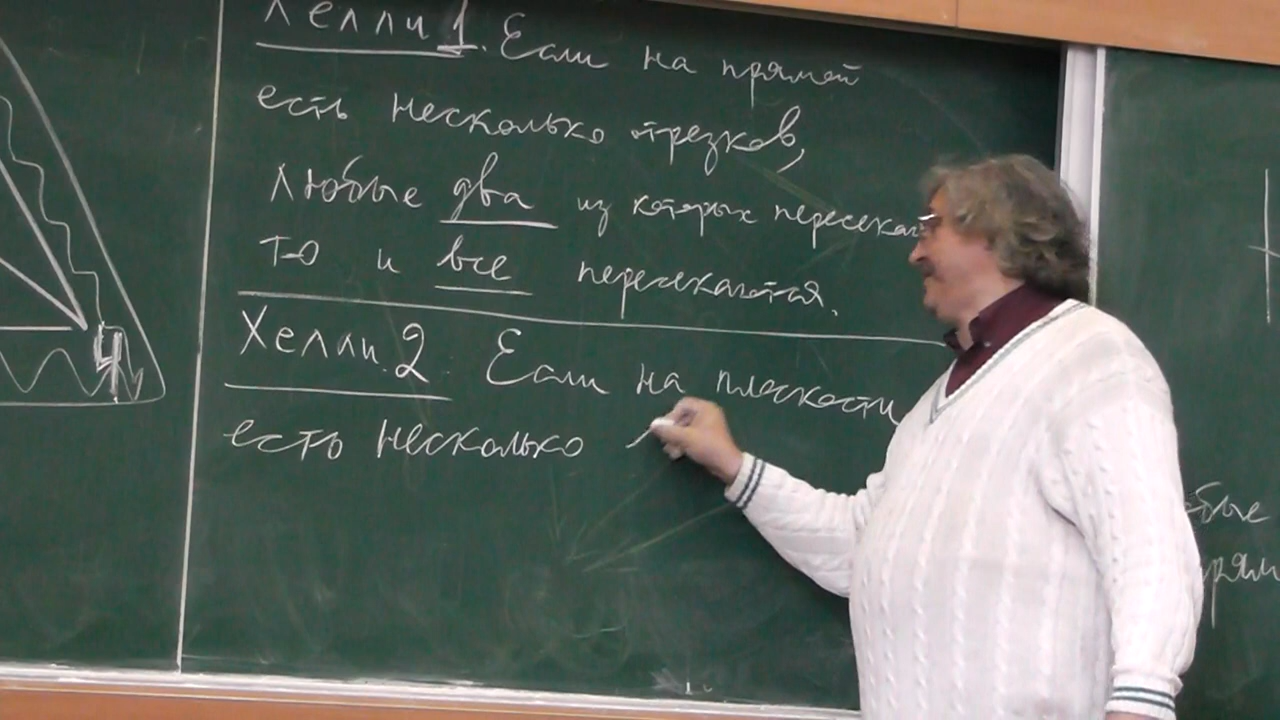 Хелли 1. Если на прямой
есть несколько отрезков,
любые два из которых пересекаю
то и все пересекаются.
Хелли 2. Если на плоскости
есть несколько